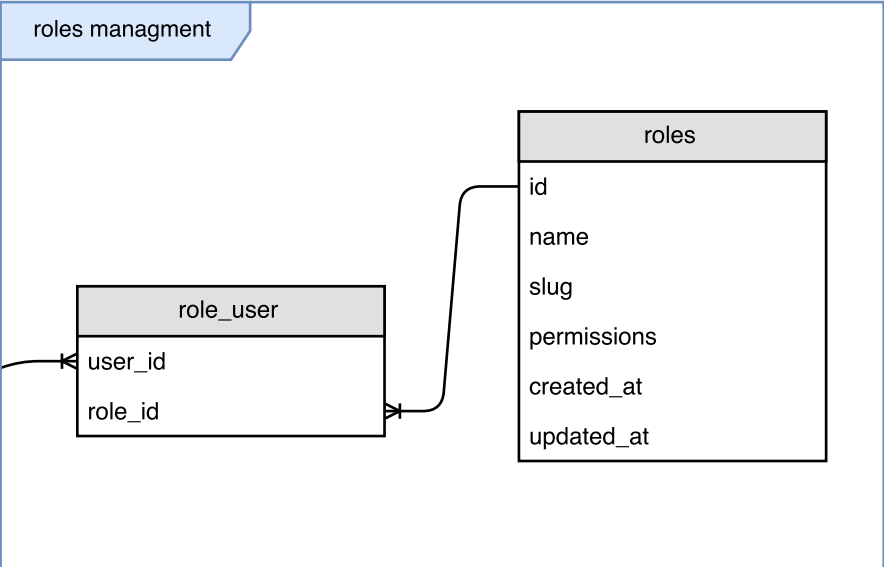 roles managment
roles
id
name
slug
permissions
created_at
updated_at
role_user
user_id
role_id